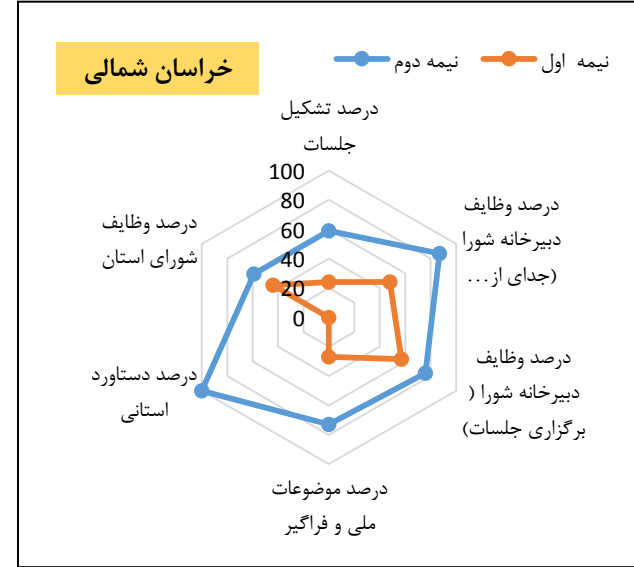 خراسان شمالی
نیمه اول
نیمه دوم
درصد تشکیل
جلسات
درصد وظایف
دبیرخانه شورا
(جدای از...
درصد وظایف
دبیرخانه شورا (
برگزاری جلسات)
درصد موضوعات
ملی و فراگیر
درصد دستاورد
استانی
درصد وظایف
شورای استان
100
80
60
40
20
0